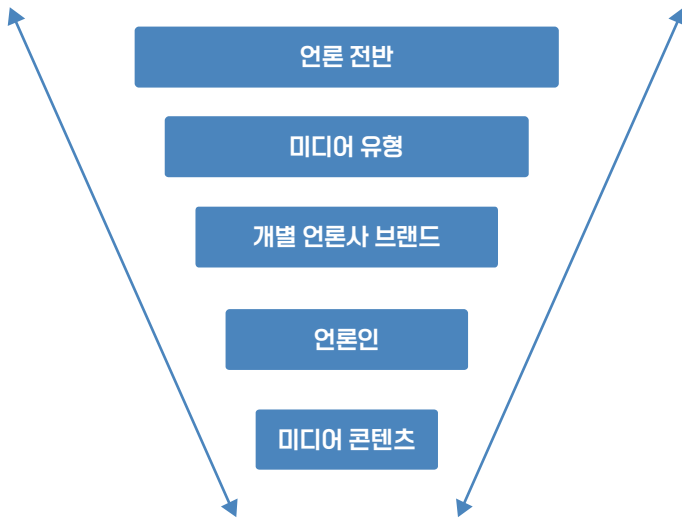 언론 전반
미디어 유형
개별 언론사 브랜드
언론인
미디어 콘텐츠